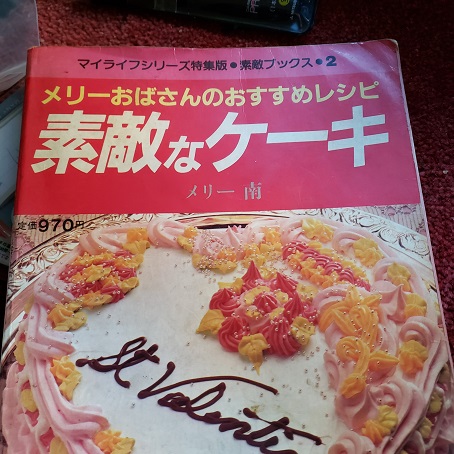 マイライフシリーズ特集版・素敵ブックス・2
メリーおばさんのおすすめレシピ
素敵なケーキ
メリー 南
定価970円
St Valentin